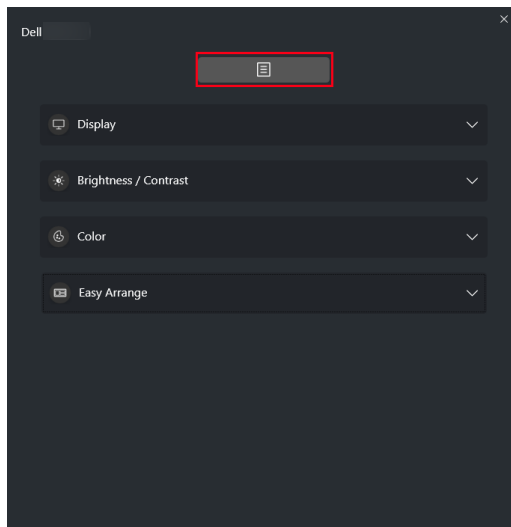 Dell
Display
Brightness / Contrast
Color
Easy Arrange